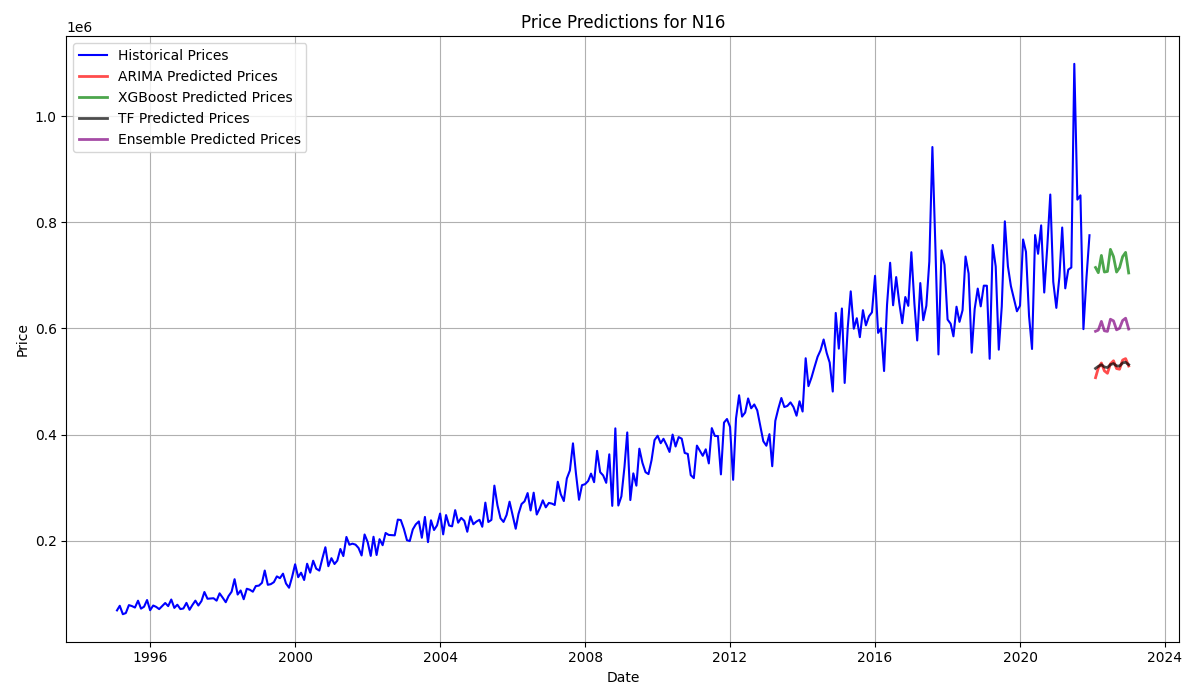 Price Predictions for N16
1e6
Historical Prices
ARIMA Predicted Prices
XGBoost Predicted Prices
TF Predicted Prices
Ensemble Predicted Prices
1.0
0.8
0.6
0.4
0.2
Price
1996 2000 2004 2008 2012 2016 2020 2024
Date